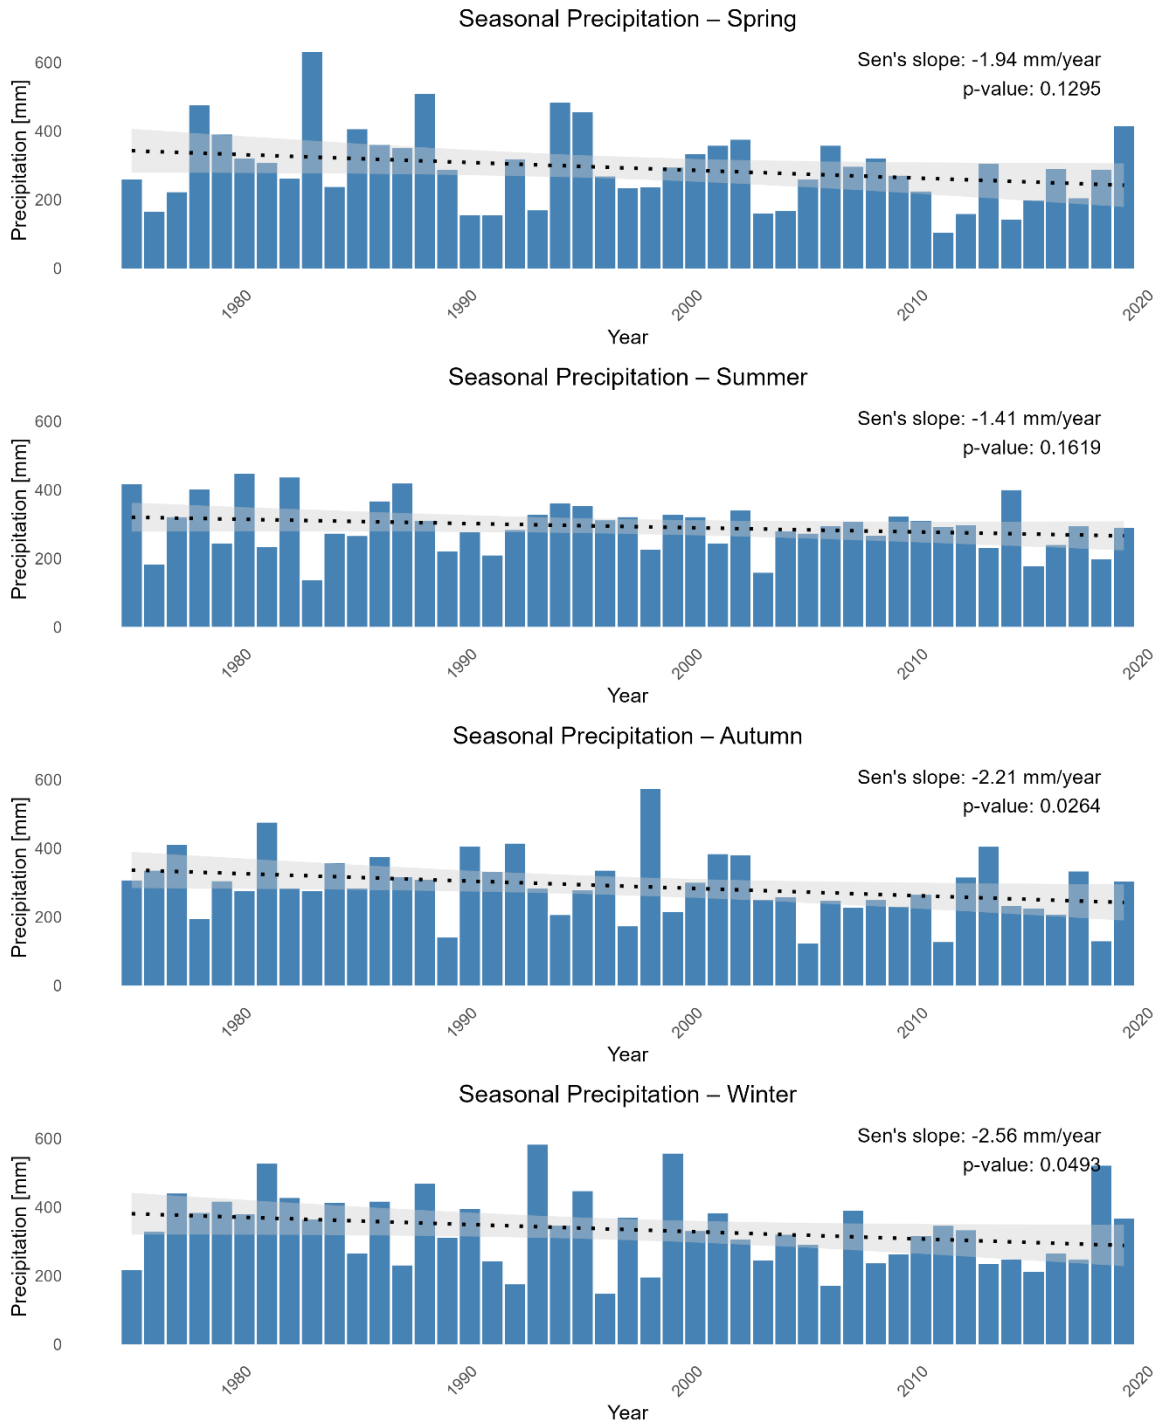 Seasonal Precipitation – Spring
Sen's slope: -1.94 mm/year
p-value: 0.1295
Precipitation [mm]
600
400
200
0
1980
1990
2000
2010
2020
Year
Seasonal Precipitation – Summer
Sen's slope: -1.41 mm/year
p-value: 0.1619
Precipitation [mm]
600
400
200
0
1980
1990
2000
2010
2020
Year
Seasonal Precipitation – Autumn
Sen's slope: -2.21 mm/year
p-value: 0.0264
Precipitation [mm]
600
400
200
0
1980
1990
2000
2010
2020
Year
Seasonal Precipitation – Winter
Sen's slope: -2.56 mm/year
p-value: 0.0493
Precipitation [mm]
600
400
200
0
1980
1990
2000
2010
2020
Year